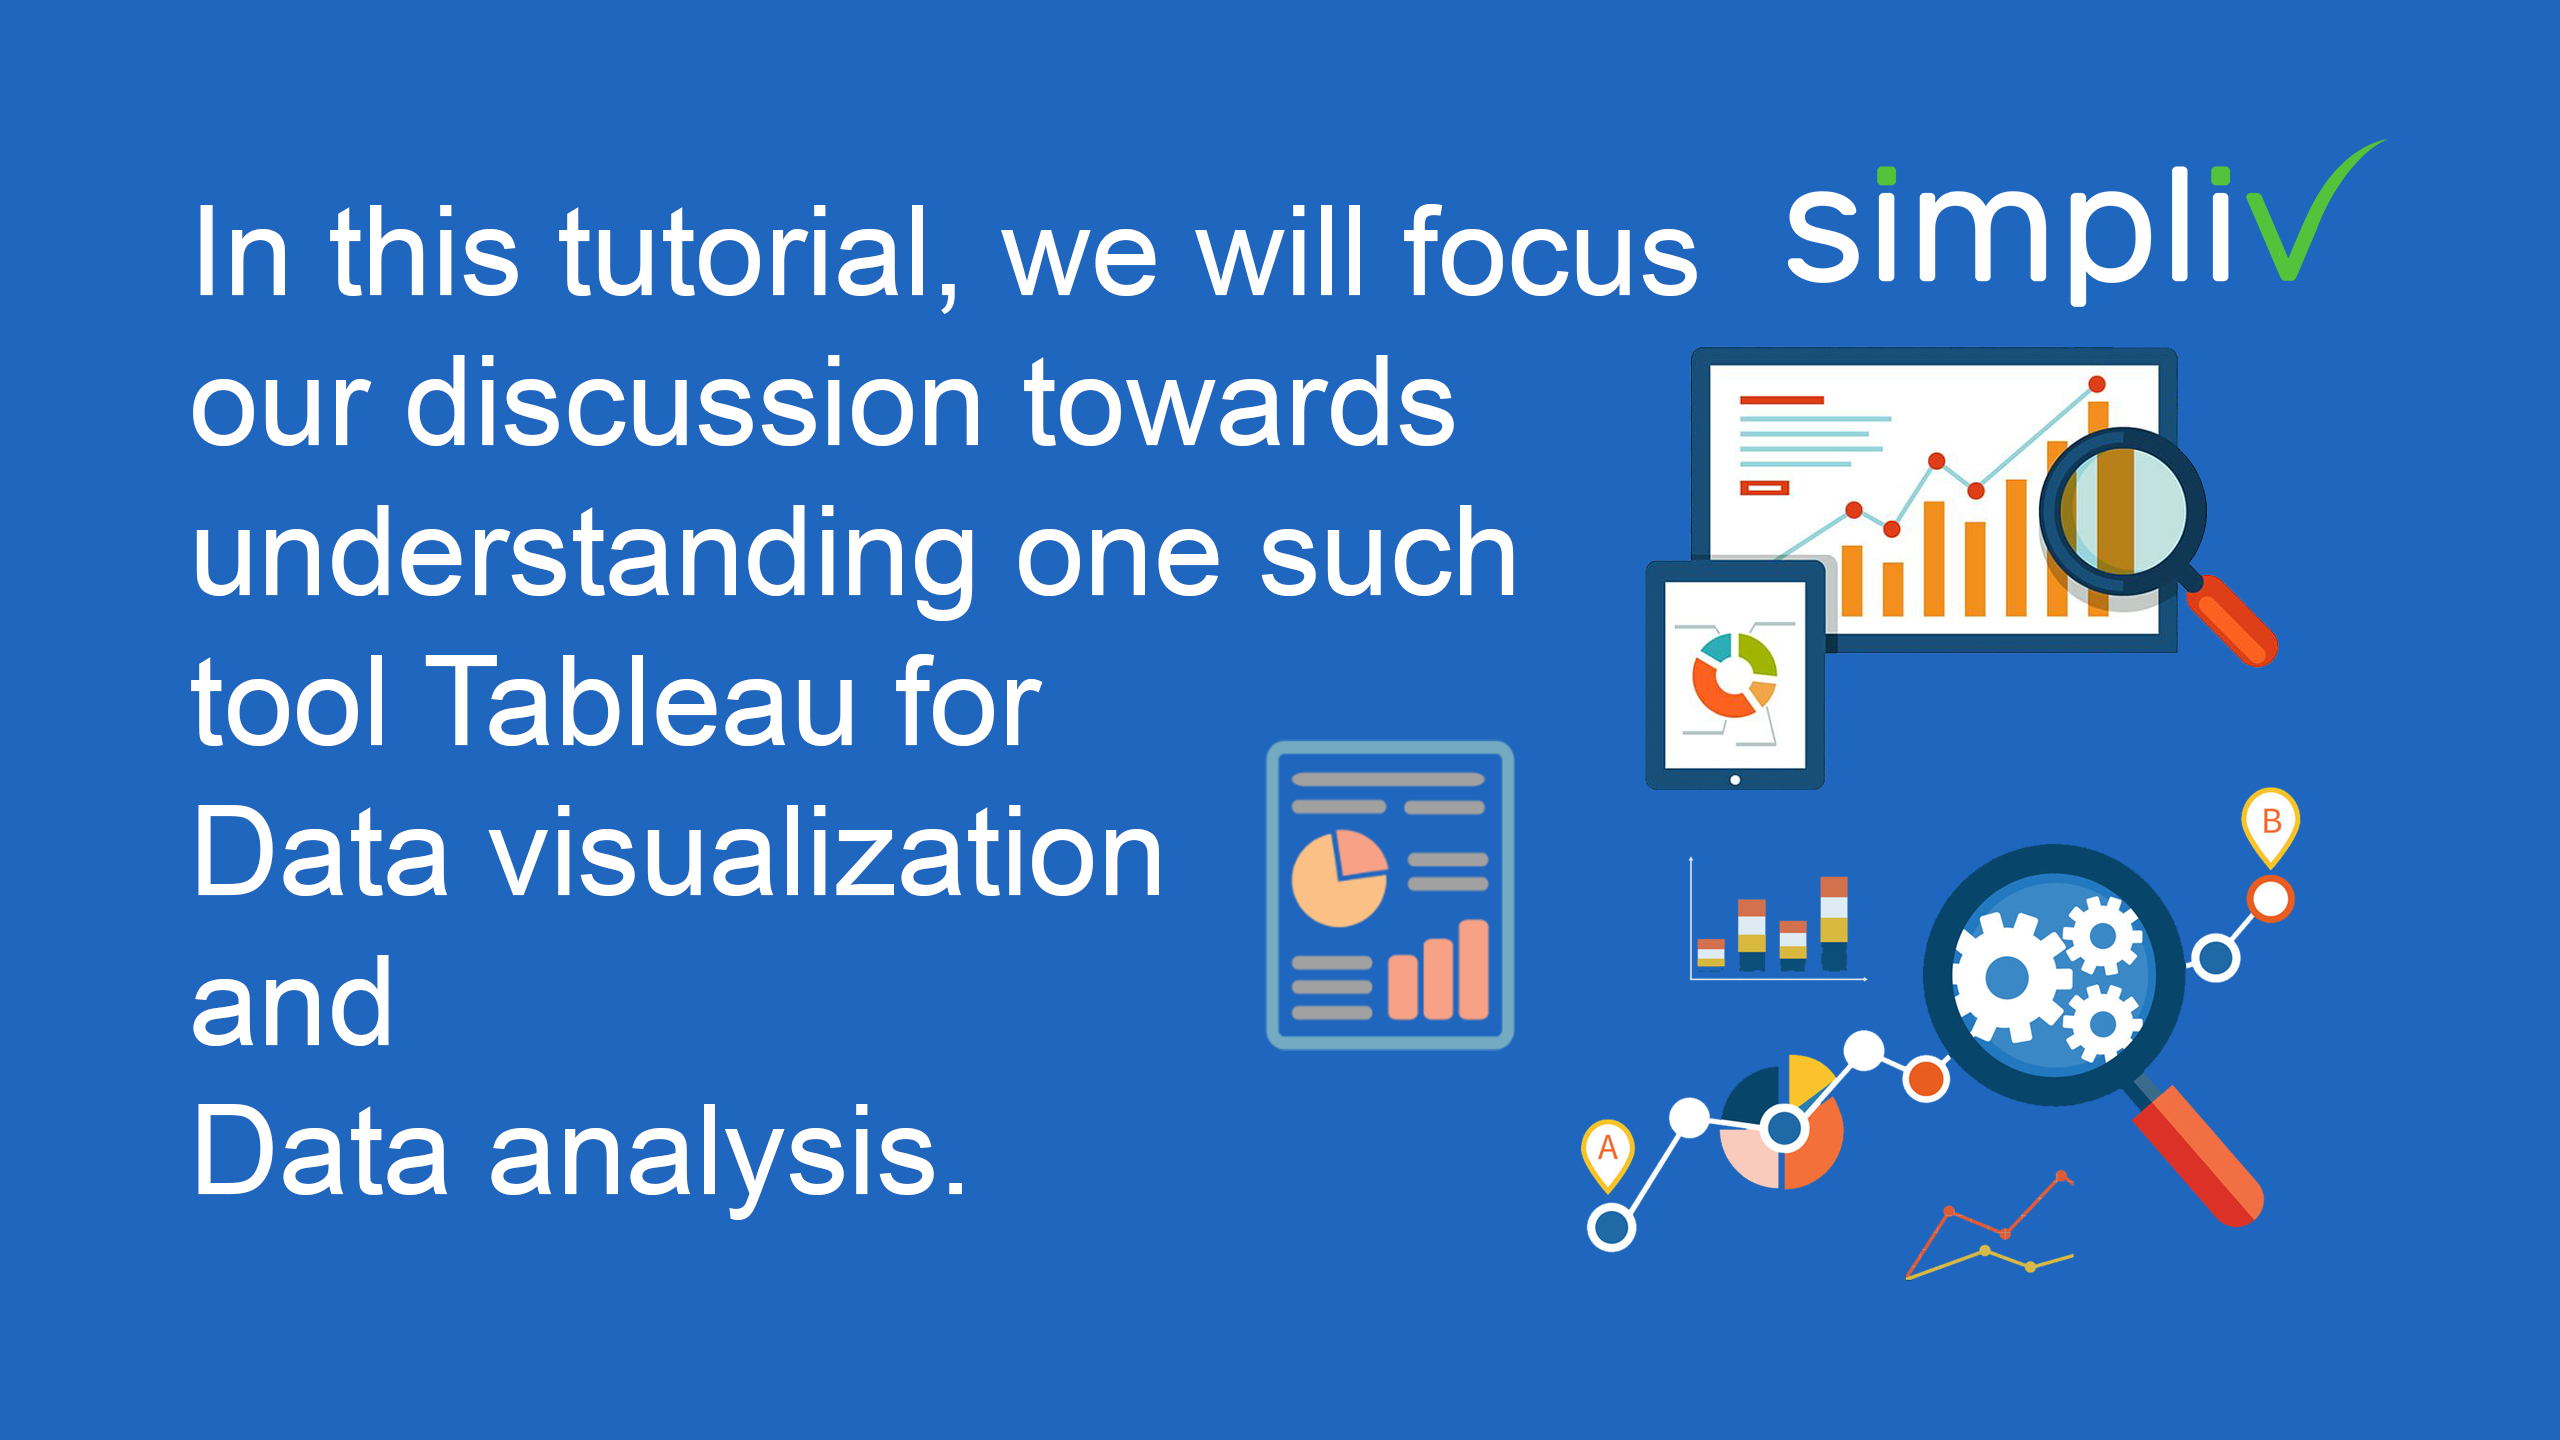 simpliv
In this tutorial, we will focus
our discussion towards
understanding one such
tool Tableau for
Data visualization
and
Data analysis.
B
A